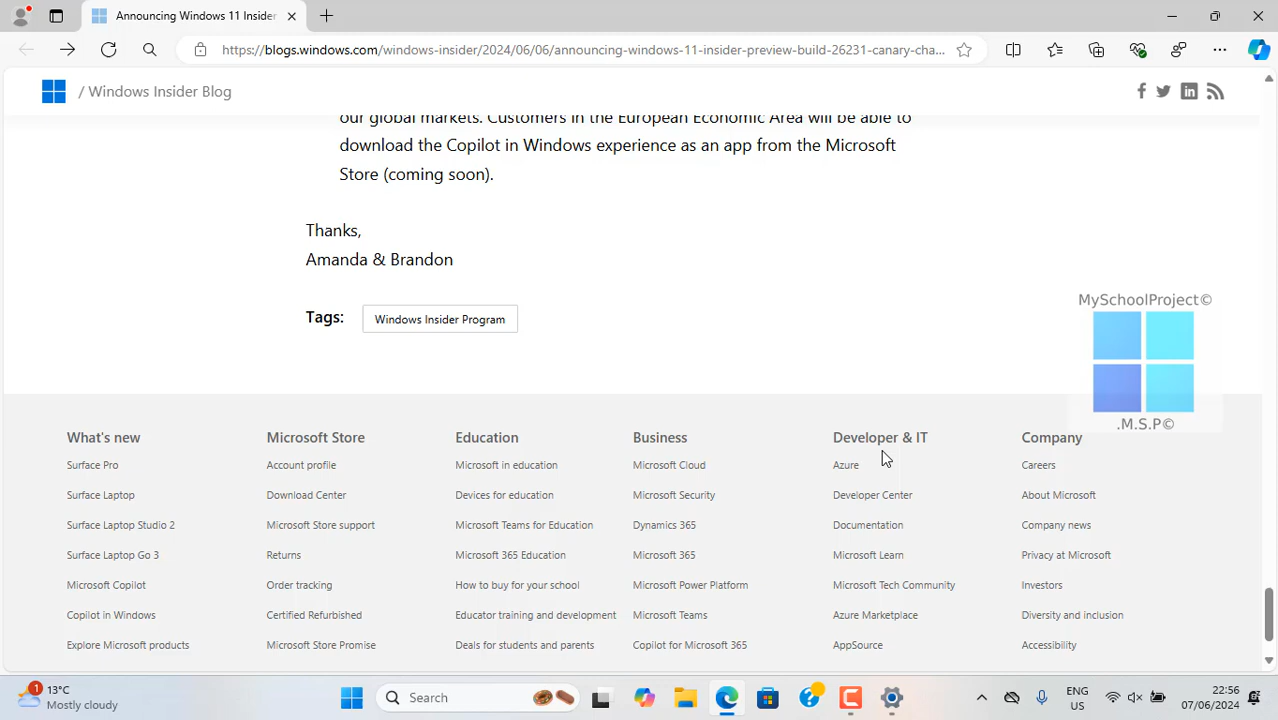 Announcing Windows 11 Insider
https://blogs.windows.com/windows-insider/2024/06/06/announcing-windows-11-insider-preview-build-26231-canary-cha...
/ Windows Insider Blog
our global markets. Customers in the European Economic Area will be able to
download the Copilot in Windows experience as an app from the Microsoft
Store (coming soon).
Thanks,
Amanda & Brandon
Tags: Windows Insider Program
MySchoolProject©
.M.S.P©
What's new
Surface Pro
Surface Laptop
Surface Laptop Studio 2
Surface Laptop Go 3
Microsoft Copilot
Copilot in Windows
Explore Microsoft products
Microsoft Store
Account profile
Download Center
Microsoft Store support
Returns
Order tracking
Certified Refurbished
Microsoft Store Promise
Education
Microsoft in education
Devices for education
Microsoft Teams for Education
Microsoft 365 Education
How to buy for your school
Educator training and development
Deals for students and parents
Business
Microsoft Cloud
Microsoft Security
Dynamics 365
Microsoft 365
Microsoft Power Platform
Microsoft Teams
Copilot for Microsoft 365
Developer & IT
Azure
Developer Center
Documentation
Microsoft Learn
Microsoft Tech Community
Azure Marketplace
AppSource
Company
Careers
About Microsoft
Company news
Privacy at Microsoft
Investors
Diversity and inclusion
Accessibility
1
13°C
Mostly cloudy
Search
ENG
US
22:56
07/06/2024